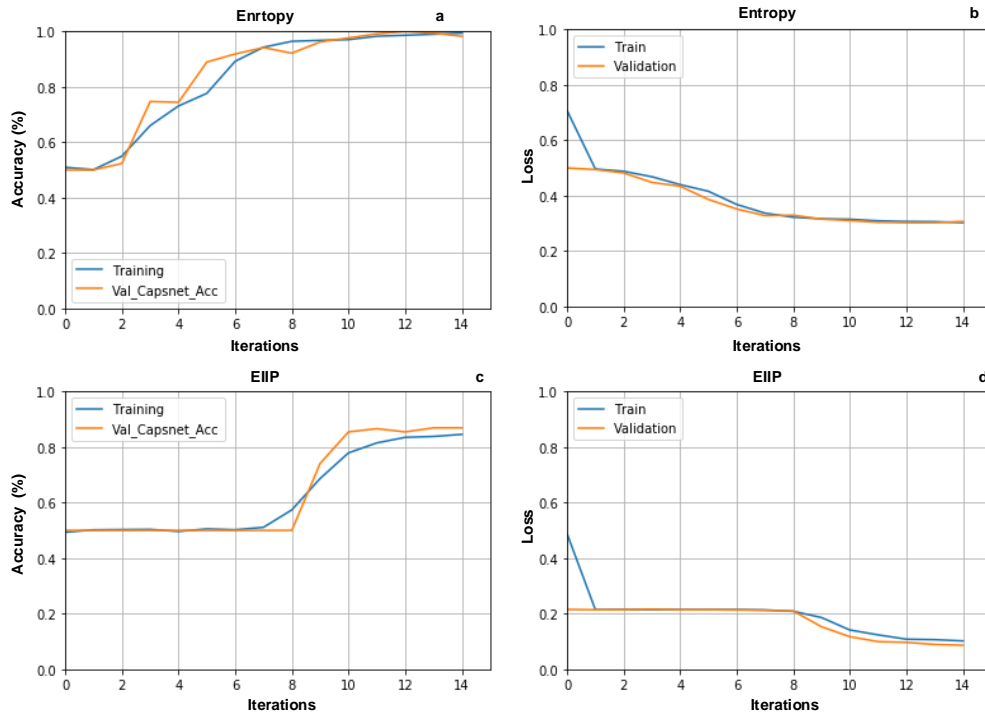 Enrtopy
a
Accuracy (%)
1.0
0.8
0.6
0.4
0.2
0.0
Training
Val_Capsnet_Acc
0 2 4 6 8 10 12 14
Iterations
Entropy
b
Loss
1.0
0.8
0.6
0.4
0.2
0.0
Train
Validation
0 2 4 6 8 10 12 14
Iterations
EIIP
c
Accuracy (%)
1.0
0.8
0.6
0.4
0.2
0.0
Training
Val_Capsnet_Acc
0 2 4 6 8 10 12 14
Iterations
EIIP
d
Loss
1.0
0.8
0.6
0.4
0.2
0.0
Train
Validation
0 2 4 6 8 10 12 14
Iterations